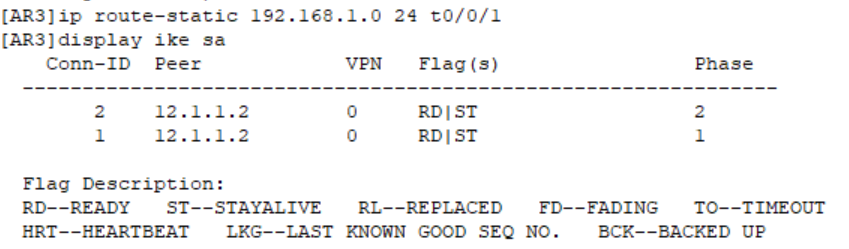 [AR3]ip route-static 192.168.1.0 24 t0/0/1
[AR3]display ike sa
Conn-ID Peer VPN Flag(s) Phase
---------------------------------------------------------------
2 12.1.1.2 0 RD|ST 2
1 12.1.1.2 0 RD|ST 1
Flag Description:
RD--READY ST--STAYALIVE RL--REPLACED FD--FADING TO--TIMEOUT
HRT--HEARTBEAT LKG--LAST KNOWN GOOD SEQ NO. BCK--BACKED UP